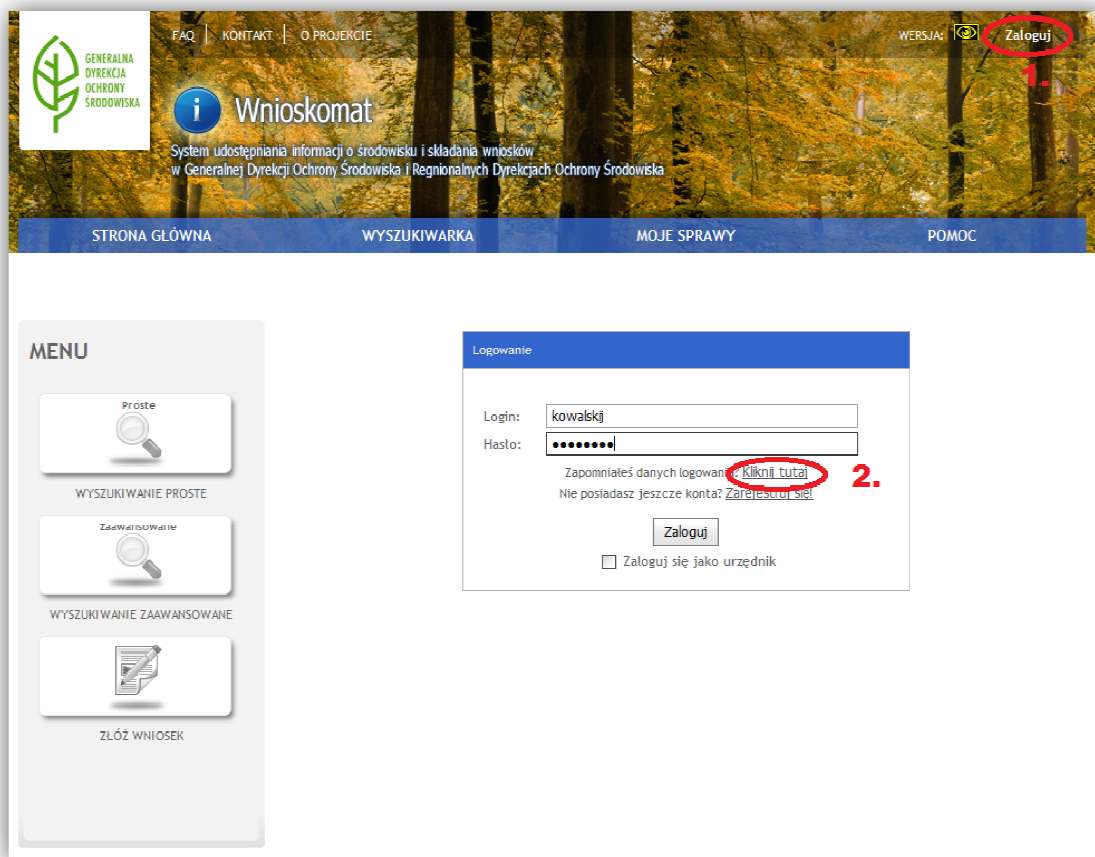 GENERALNA
DYREKCJA
OCHRONY
ŚRODOWISKA
FAQ KONTAKT O PROJEKCIE
WERSJA: Zaloguj
1.
i Wnioskomat
System udostępniania informacji o środowisku i składania wniosków
w Generalnej Dyrekcji Ochrony Środowiska i Regnionalnych Dyrekcjach Ochrony Środowiska
STRONA GŁÓWNA WYSZUKIWARKA MOJE SPRAWY POMOC
MENU
Proste
WYSZUKIWANIE PROSTE
Zaawansowane
WYSZUKIWANIE ZAAWANSOWANE
ZŁÓŻ WNIOSEK
Logowanie
Login: kowalskij
Hasło: ●●●●●●●●
Zapomniałeś danych logowania? Kliknij tutaj 2.
Nie posiadasz jeszcze konta? Zarejestruj się!
Zaloguj
Zaloguj się jako urzędnik